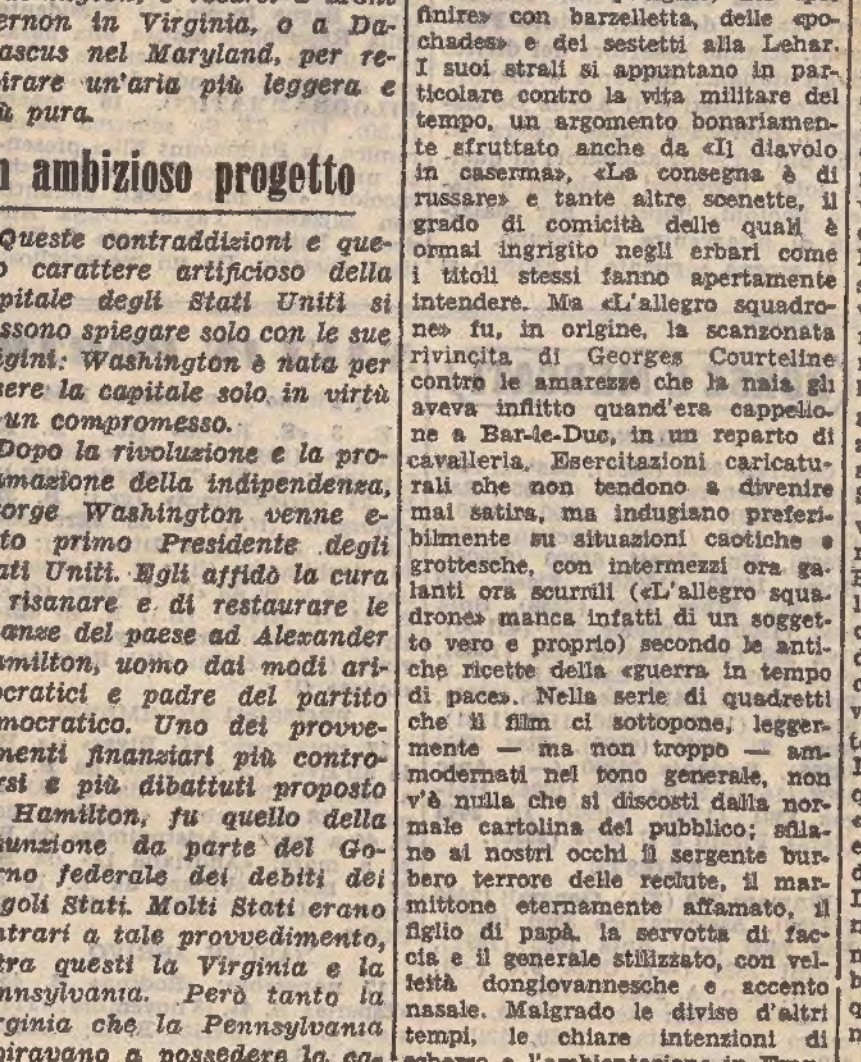 ernon in Virginia, o a Da-
ascus nel Maryland, per re-
irare un'aria più leggera e
ù pura.
n ambizioso progetto
Queste contraddizioni e que-
o carattere artificioso della
pitale degli Stati Uniti si
ssono spiegare solo con le sue
igini: Washington è nata per
sere la capitale solo in virtù
un compromesso.
Dopo la rivoluzione e la pro-
amazione della indipendenza,
eorge Washington venne e-
to primo Presidente degli
ati Uniti. Egli affidò la cura
risanare e di restaurare le
anze del paese ad Alexander
amilton, uomo dai modi ari-
ocratici e padre del partito
mocratico. Uno dei provve-
menti finanziari più contro-
rsi e più dibattuti proposto
Hamilton, fu quello della
sunzione da parte del Go-
rno federale dei debiti dei
goli Stati. Molti Stati erano
ntrari a tale provvedimento,
tra questi la Virginia e la
nnsylvania. Però tanto la
rginia che la Pennsylvania
piravano a possedere la ca-
finire» con barzelletta, delle «po-
chades» e dei sestetti alla Lehar.
I suoi strali si appuntano in par-
ticolare contro la vita militare del
tempo, un argomento bonariamen-
te sfruttato anche da «Il diavolo
in caserma», «La consegna è di
russare» e tante altre scenette, il
grado di comicità delle quali è
ormai ingrigito negli erbari come
i titoli stessi fanno apertamente
intendere. Ma «L'allegro squadro-
ne» fu, in origine, la scanzonata
rivincita di Georges Courteline
contro le amarezze che la naia gli
aveva inflitto quand'era cappello-
ne a Bar-le-Duc, in un reparto di
cavalleria. Esercitazioni caricatu-
rali che non tendono a divenire
mai satira, ma indugiano preferi-
bilmente su situazioni caotiche e
grottesche, con intermezzi ora ga-
lanti ora scurrili («L'allegro squa-
drone» manca infatti di un sogget-
to vero e proprio) secondo le anti-
che ricette della «guerra in tempo
di pace». Nella serie di quadretti
che il film ci sottopone, legger-
mente — ma non troppo — am-
modernati nel tono generale, non
v'è nulla che si discosti dalla nor-
male cartolina del pubblico; sfila-
no ai nostri occhi il sergente bur-
bero terrore delle reclute, il mar-
mittone eternamente affamato, il
figlio di papà, la servotta di fac-
cia e il generale stilizzato, con vel-
leità dongiovannesche e accento
nasale. Malgrado le divise d'altri
tempi, le chiare intenzioni di